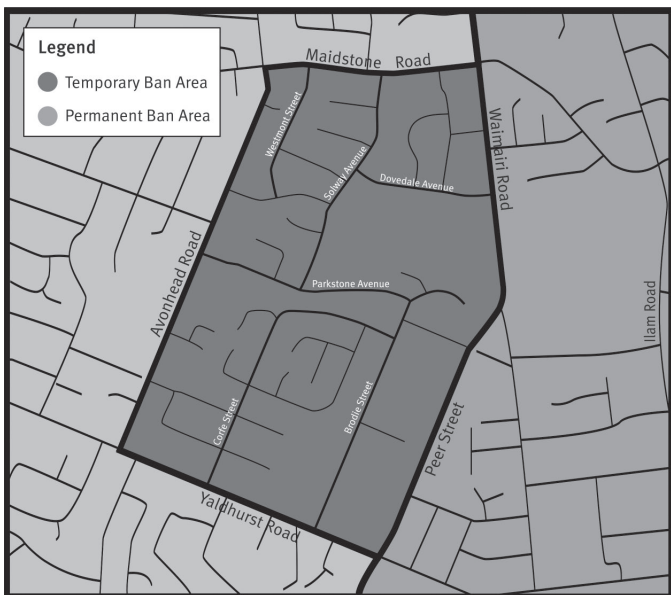 Legend
Temporary Ban Area
Permanent Ban Area
Maidstone Road
Westmont Street
Solway Avenue
Dovedale Avenue
Waimairi Road
Avonhead Road
Parkstone Avenue
Ilam Road
Corfe Street
Brodie Street
Peer Street
Yaldhurst Road